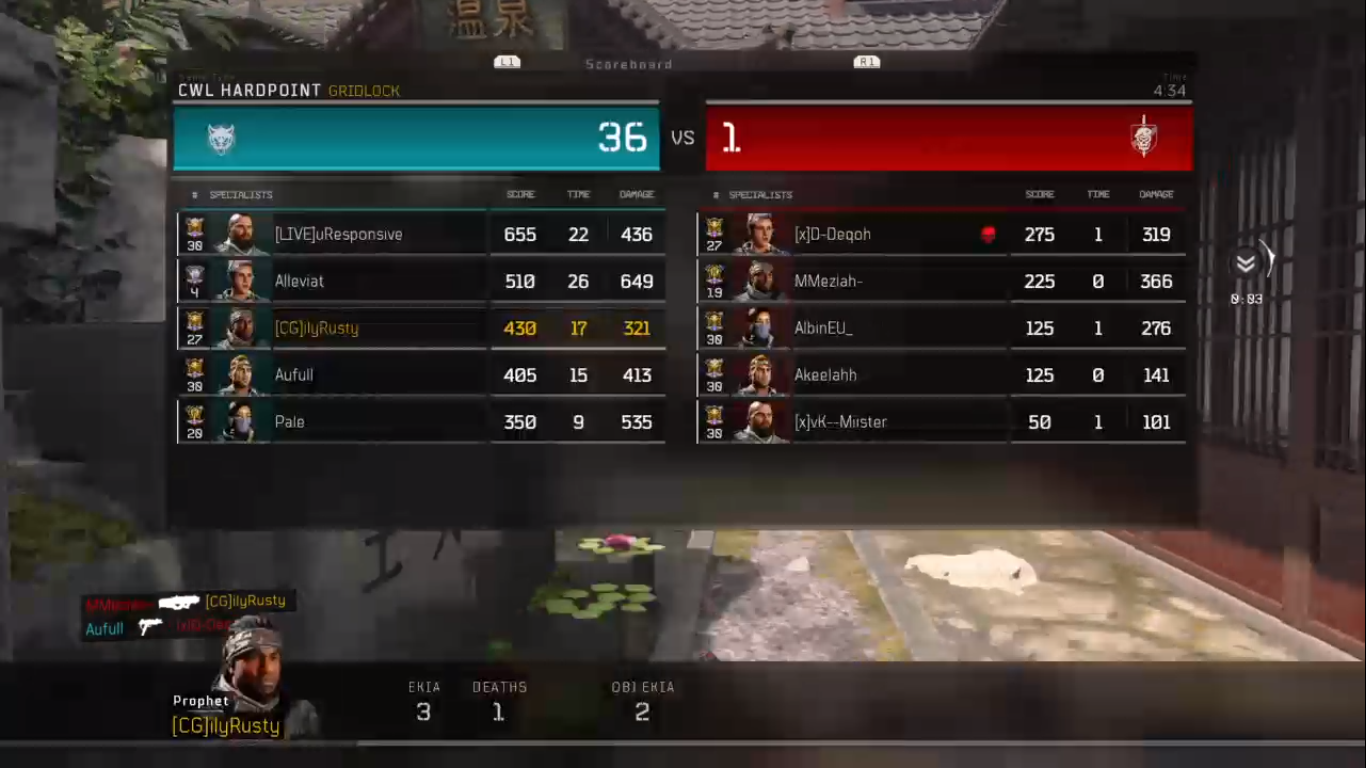 温泉
L1 Scoreboard R1
CWL HARDPOINT GRIDLOCK
Time
4:34
36 VS 1
# SPECIALISTS SCORE TIME DAMAGE
30 [LIVE]uResponsive 655 22 436
4 Alleviat 510 26 649
27 [CG]ilyRusty 430 17 321
30 Aufull 405 15 413
20 Pale 350 9 535
# SPECIALISTS SCORE TIME DAMAGE
27 [x]D-Deqoh 275 1 319
19 MMeziah- 225 0 366
30 AlbinEU_ 125 1 276
30 Akeelahh 125 0 141
30 [x]vK--Miister 50 1 101
0:03
[CG]ilyRusty
Aufull
Prophet
[CG]ilyRusty
EKIA DEATHS OBJ EKIA
3 1 2